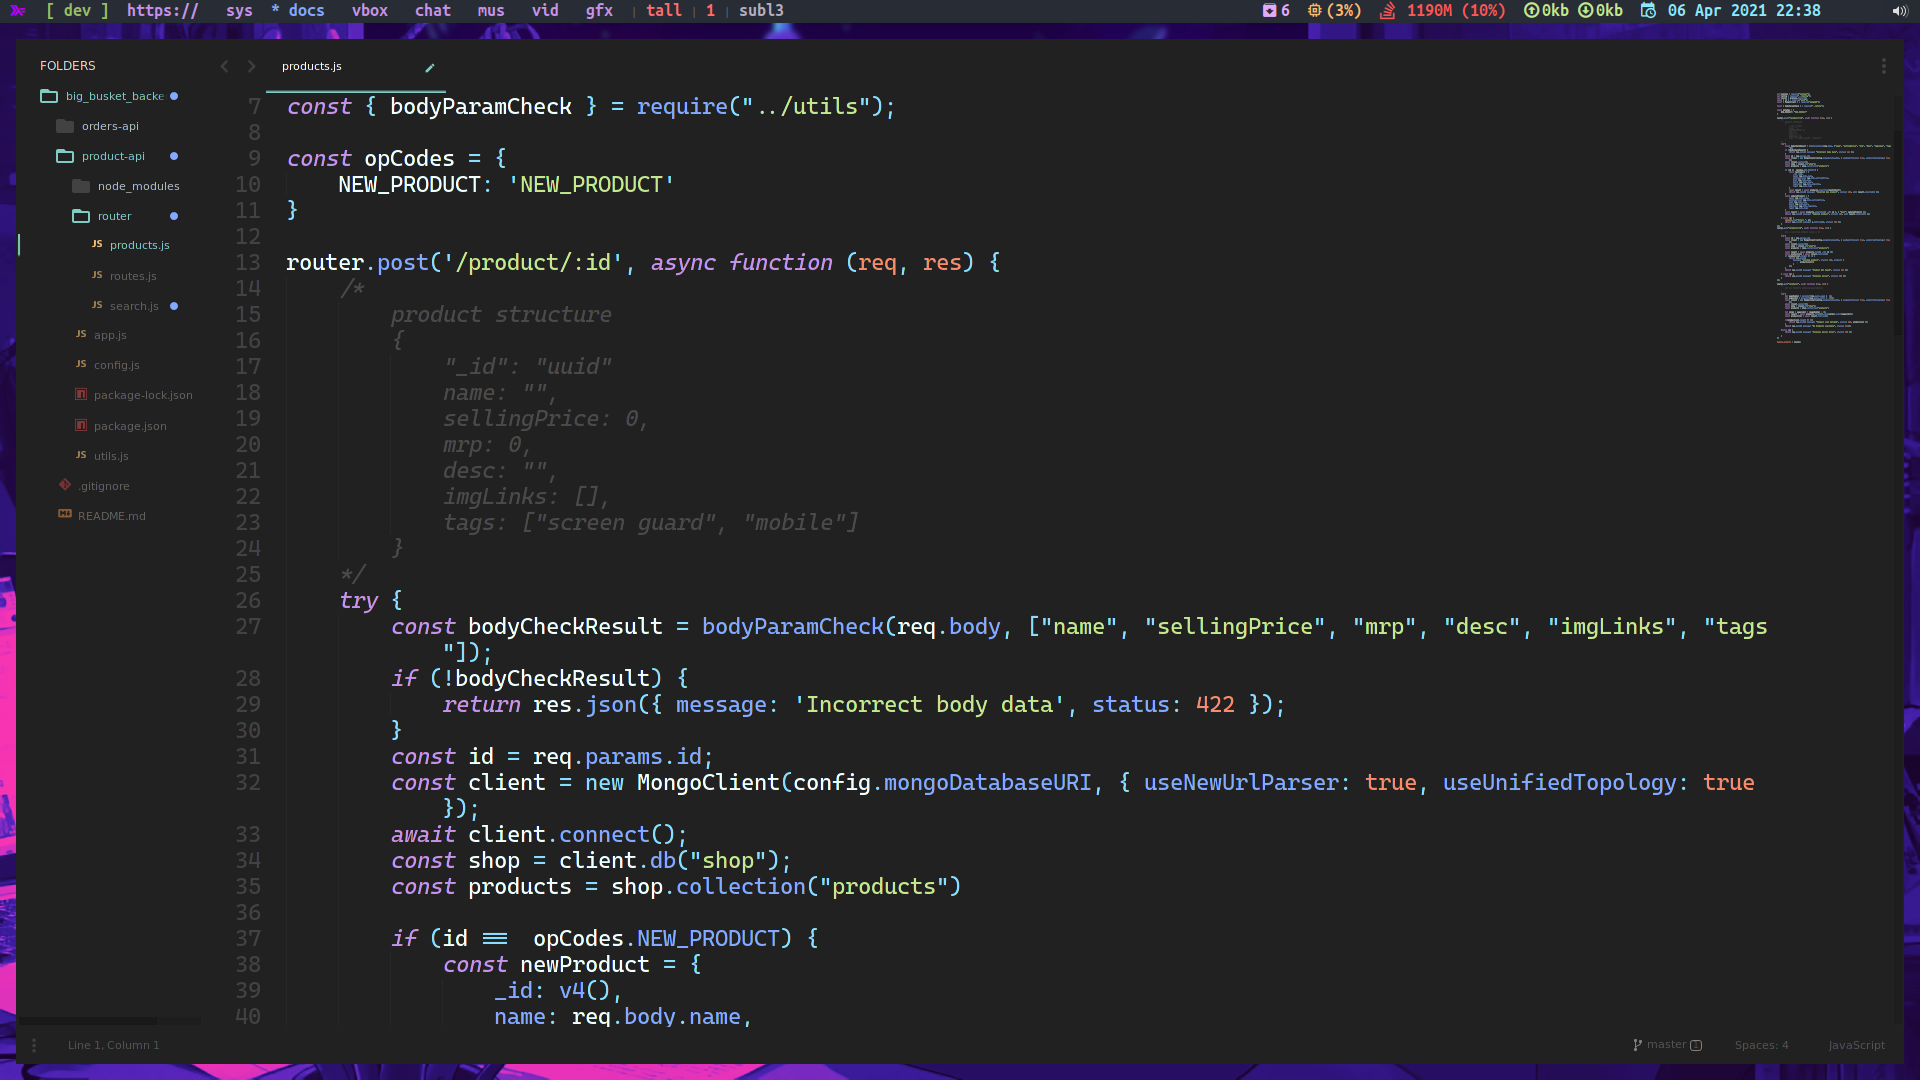 [ dev ] https:// sys * docs vbox chat mus vid gfx | tall | 1 | subl3 6 (3%) 1190M (10%) 0kb 0kb 06 Apr 2021 22:38
FOLDERS
big_busket_backe
orders-api
product-api
node_modules
router
JS products.js
JS routes.js
JS search.js
JS app.js
JS config.js
package-lock.json
package.json
JS utils.js
.gitignore
README.md
products.js
7 const { bodyParamCheck } = require("../utils");
8
9 const opCodes = {
10     NEW_PRODUCT: 'NEW_PRODUCT'
11 }
12
13 router.post('/product/:id', async function (req, res) {
14     /*
15         product structure
16         {
17             "_id": "uuid"
18             name: "",
19             sellingPrice: 0,
20             mrp: 0,
21             desc: "",
22             imgLinks: [],
23             tags: ["screen guard", "mobile"]
24         }
25     */
26     try {
27         const bodyCheckResult = bodyParamCheck(req.body, ["name", "sellingPrice", "mrp", "desc", "imgLinks", "tags
"]);
28         if (!bodyCheckResult) {
29             return res.json({ message: 'Incorrect body data', status: 422 });
30         }
31         const id = req.params.id;
32         const client = new MongoClient(config.mongoDatabaseURI, { useNewUrlParser: true, useUnifiedTopology: true
});
33         await client.connect();
34         const shop = client.db("shop");
35         const products = shop.collection("products")
36
37         if (id === opCodes.NEW_PRODUCT) {
38             const newProduct = {
39                 _id: v4(),
40                 name: req.body.name,
Line 1, Column 1
master 1
Spaces: 4
JavaScript